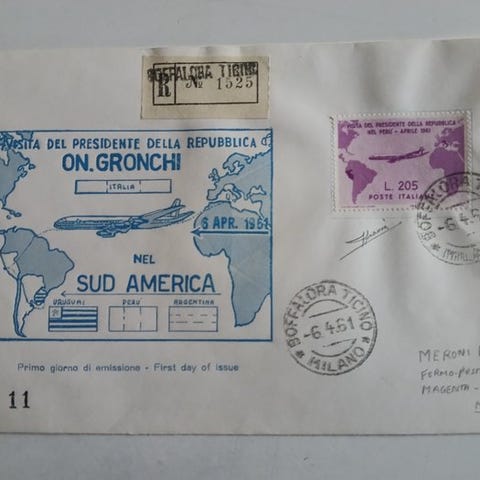 BOFFALORA TICINO
R № 1525
VISITA DEL PRESIDENTE DELLA REPUBBLICA
ON. GRONCHI
ITALIA
6 APR. 1961
NEL
SUD AMERICA
URUGUAI PERU' ARGENTINA
Primo giorno di emissione - First day of issue
11
VISITA DEL PRESIDENTE DELLA REPUBBLICA
NEL PERU' - APRILE 1961
L. 205
POSTE ITALIANE
BOFFALORA TICINO
-6.4.61
BOFFALORA TICINO
-6.4.61
* MILANO *
MERONI
FERMO-POSTA
MAGENTA -